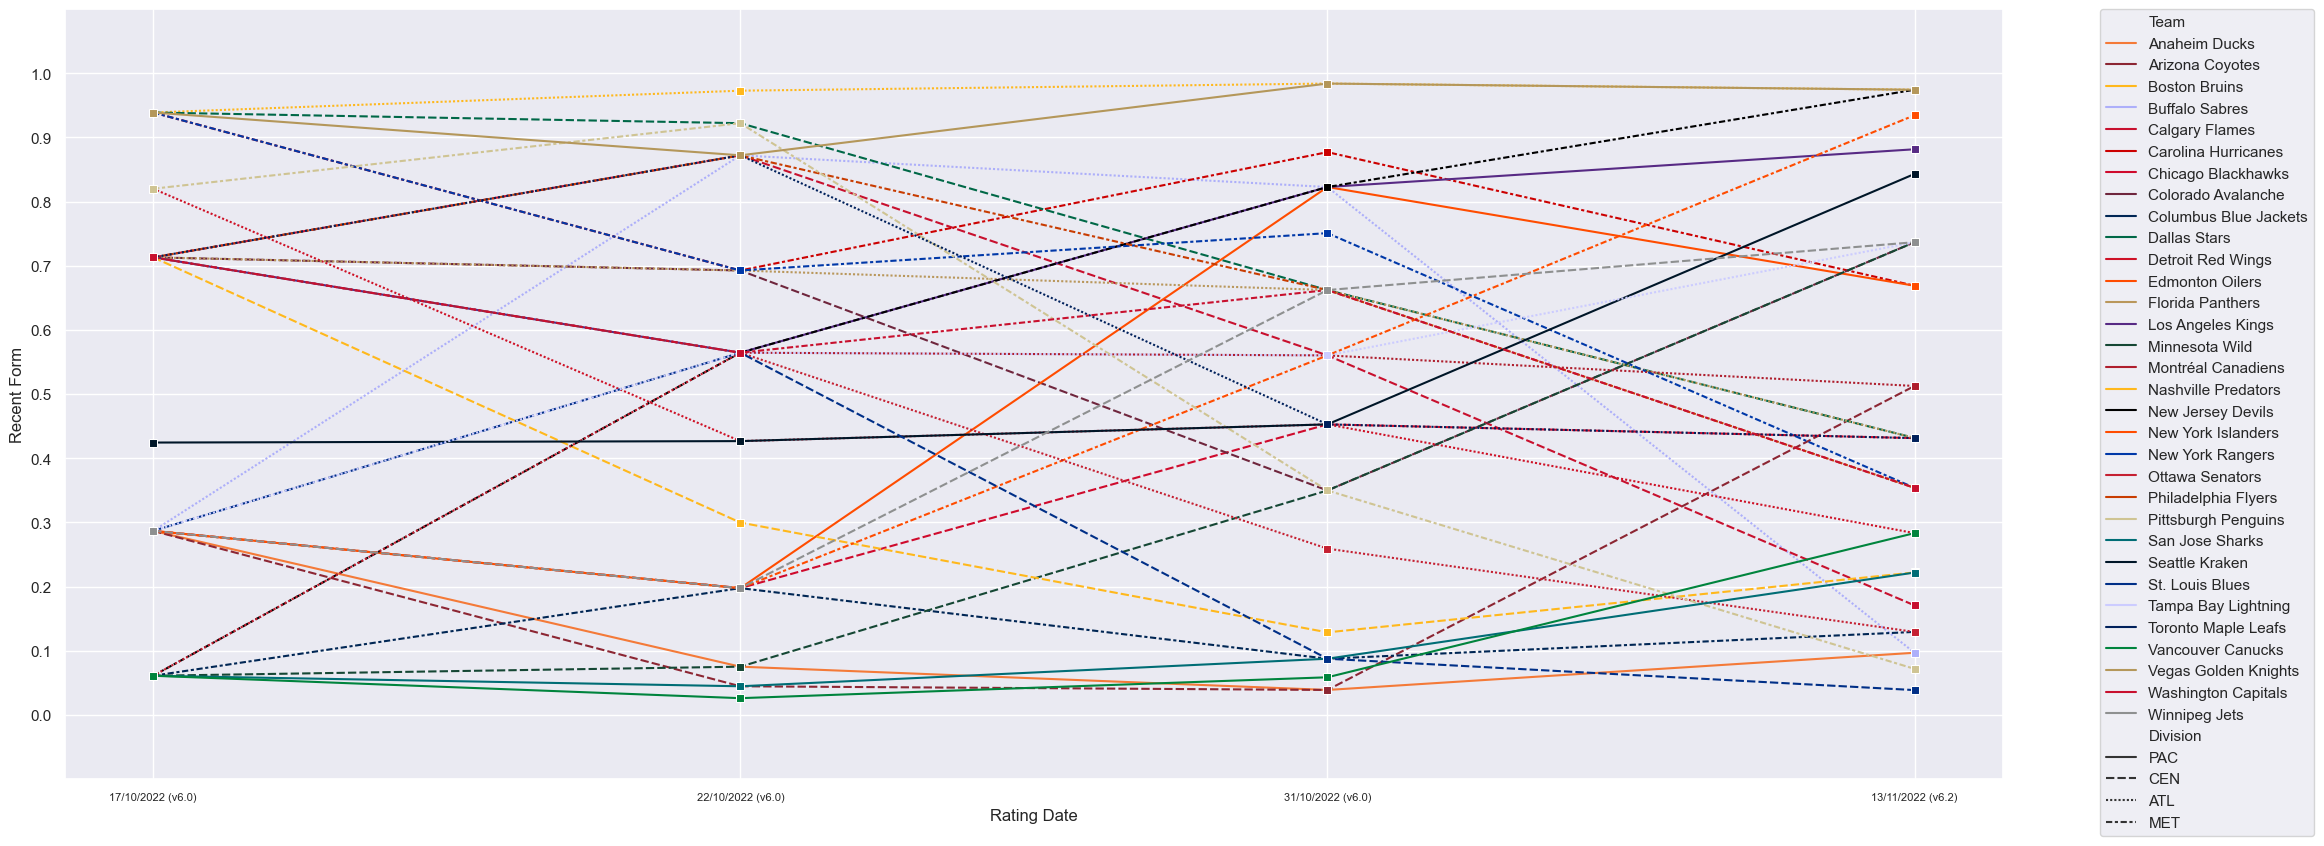 1.0
0.9
0.8
0.7
0.6
0.5
0.4
0.3
0.2
0.1
0.0
Recent Form
17/10/2022 (v6.0)
22/10/2022 (v6.0)
31/10/2022 (v6.0)
13/11/2022 (v6.2)
Rating Date
Team
Anaheim Ducks
Arizona Coyotes
Boston Bruins
Buffalo Sabres
Calgary Flames
Carolina Hurricanes
Chicago Blackhawks
Colorado Avalanche
Columbus Blue Jackets
Dallas Stars
Detroit Red Wings
Edmonton Oilers
Florida Panthers
Los Angeles Kings
Minnesota Wild
Montréal Canadiens
Nashville Predators
New Jersey Devils
New York Islanders
New York Rangers
Ottawa Senators
Philadelphia Flyers
Pittsburgh Penguins
San Jose Sharks
Seattle Kraken
St. Louis Blues
Tampa Bay Lightning
Toronto Maple Leafs
Vancouver Canucks
Vegas Golden Knights
Washington Capitals
Winnipeg Jets
Division
PAC
CEN
ATL
MET